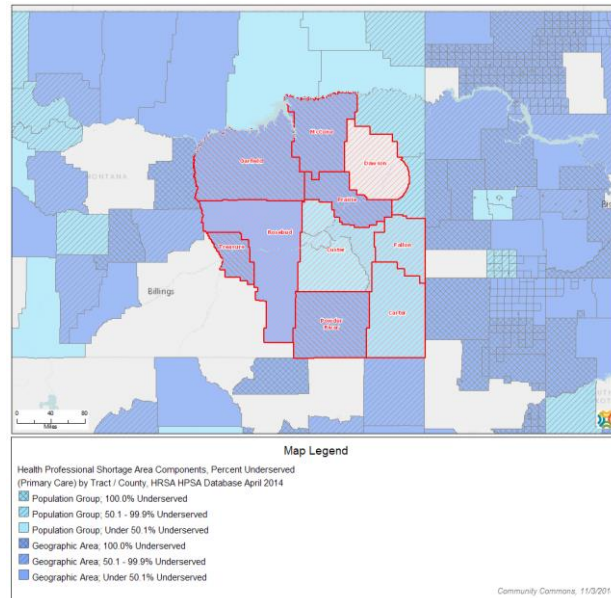 McCone
Garfield
Dawson
MONTANA
Prairie
Rosebud
Treasure
Custer
Fallon
Billings
Powder
River
Carter
0 40 80
Miles
Map Legend
Health Professional Shortage Area Components, Percent Underserved
(Primary Care) by Tract / County, HRSA HPSA Database April 2014
Population Group; 100.0% Underserved
Population Group; 50.1 - 99.9% Underserved
Population Group; Under 50.1% Underserved
Geographic Area; 100.0% Underserved
Geographic Area; 50.1 - 99.9% Underserved
Geographic Area; Under 50.1% Underserved
Community Commons, 11/3/201